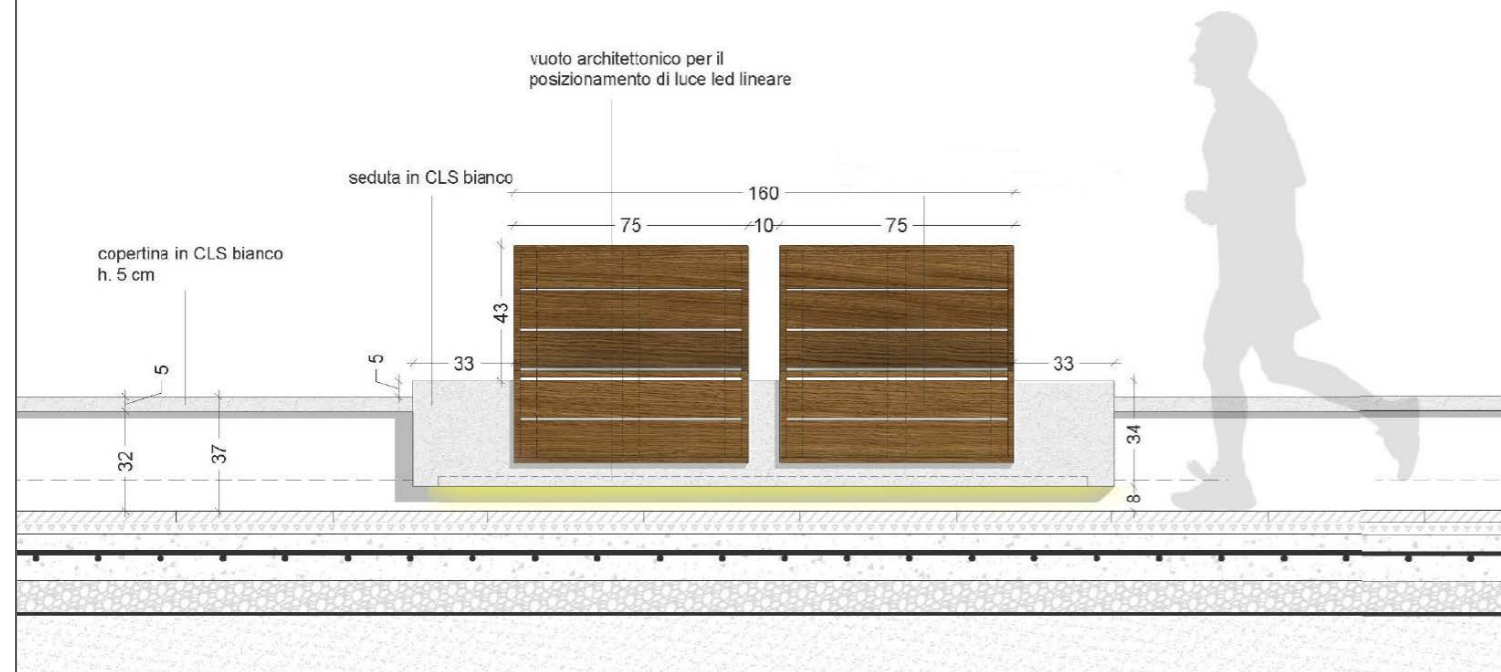 vuoto architettonico per il
posizionamento di luce led lineare
seduta in CLS bianco
160
75
10
75
copertina in CLS bianco
h. 5 cm
43
33
33
5
5
32
37
34
8